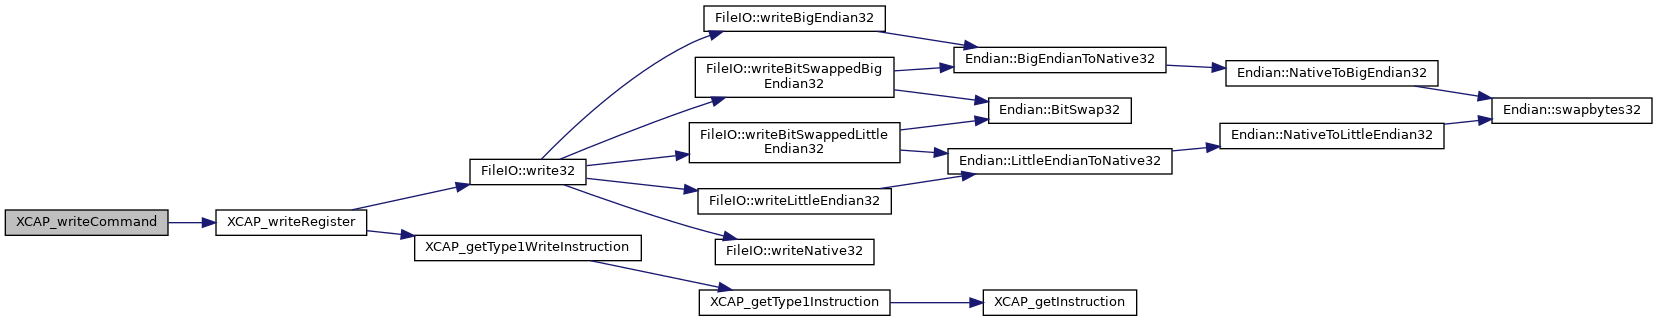 XCAP_writeCommand
XCAP_writeRegister
FileIO::write32
XCAP_getType1WriteInstruction
FileIO::writeBigEndian32
FileIO::writeBitSwappedBig
Endian32
FileIO::writeBitSwappedLittle
Endian32
FileIO::writeLittleEndian32
FileIO::writeNative32
XCAP_getType1Instruction
Endian::BigEndianToNative32
Endian::BitSwap32
Endian::LittleEndianToNative32
XCAP_getInstruction
Endian::NativeToBigEndian32
Endian::NativeToLittleEndian32
Endian::swapbytes32